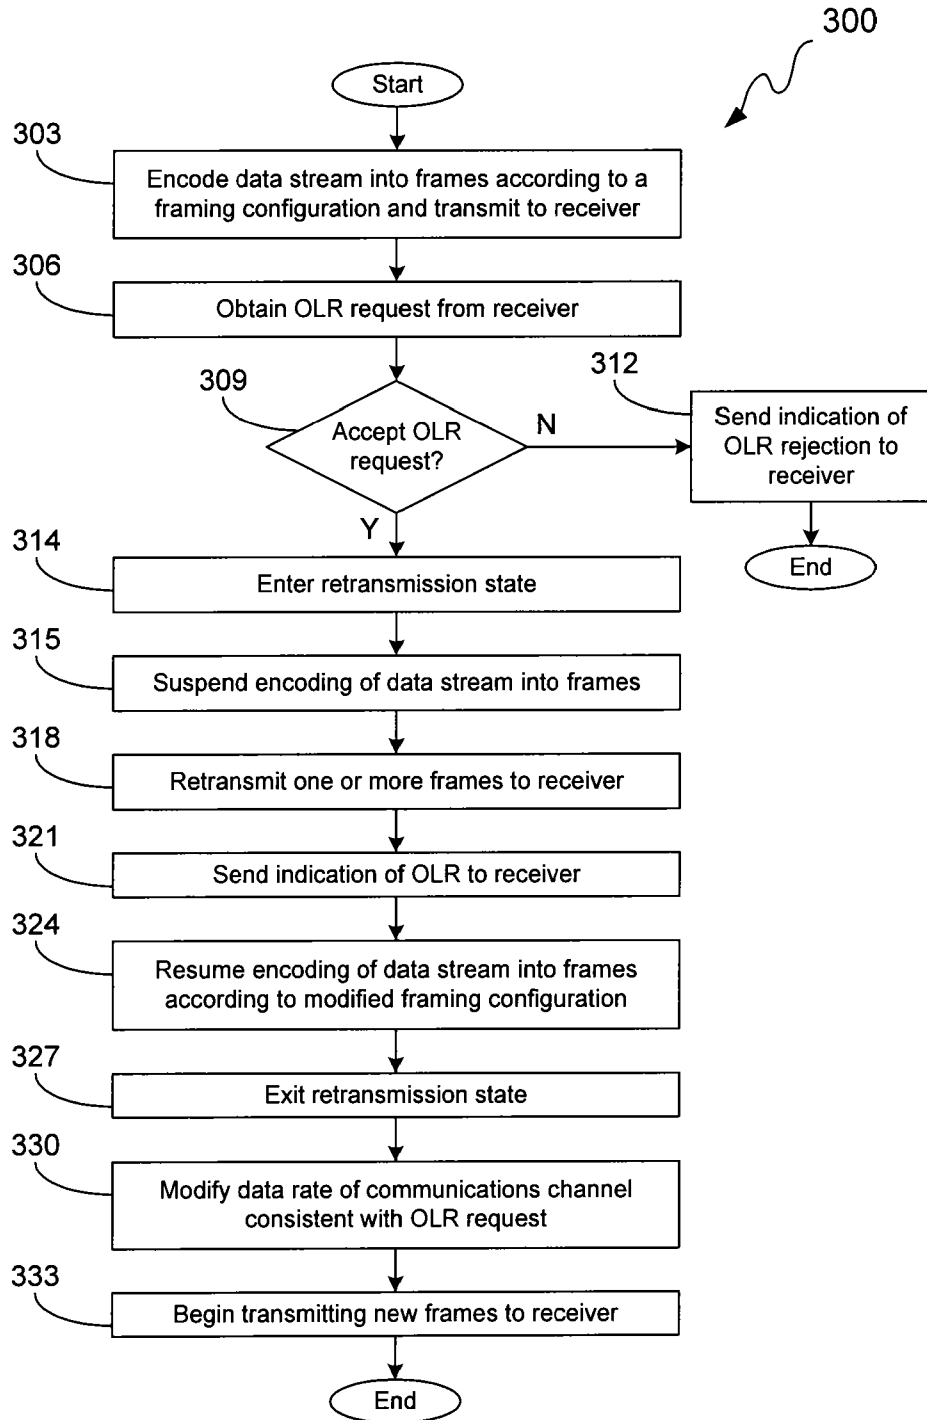 300
Start
303
Encode data stream into frames according to a
framing configuration and transmit to receiver
306
Obtain OLR request from receiver
309
Accept OLR
request?
N
312
Send indication of
OLR rejection to
receiver
End
Y
314
Enter retransmission state
315
Suspend encoding of data stream into frames
318
Retransmit one or more frames to receiver
321
Send indication of OLR to receiver
324
Resume encoding of data stream into frames
according to modified framing configuration
327
Exit retransmission state
330
Modify data rate of communications channel
consistent with OLR request
333
Begin transmitting new frames to receiver
End